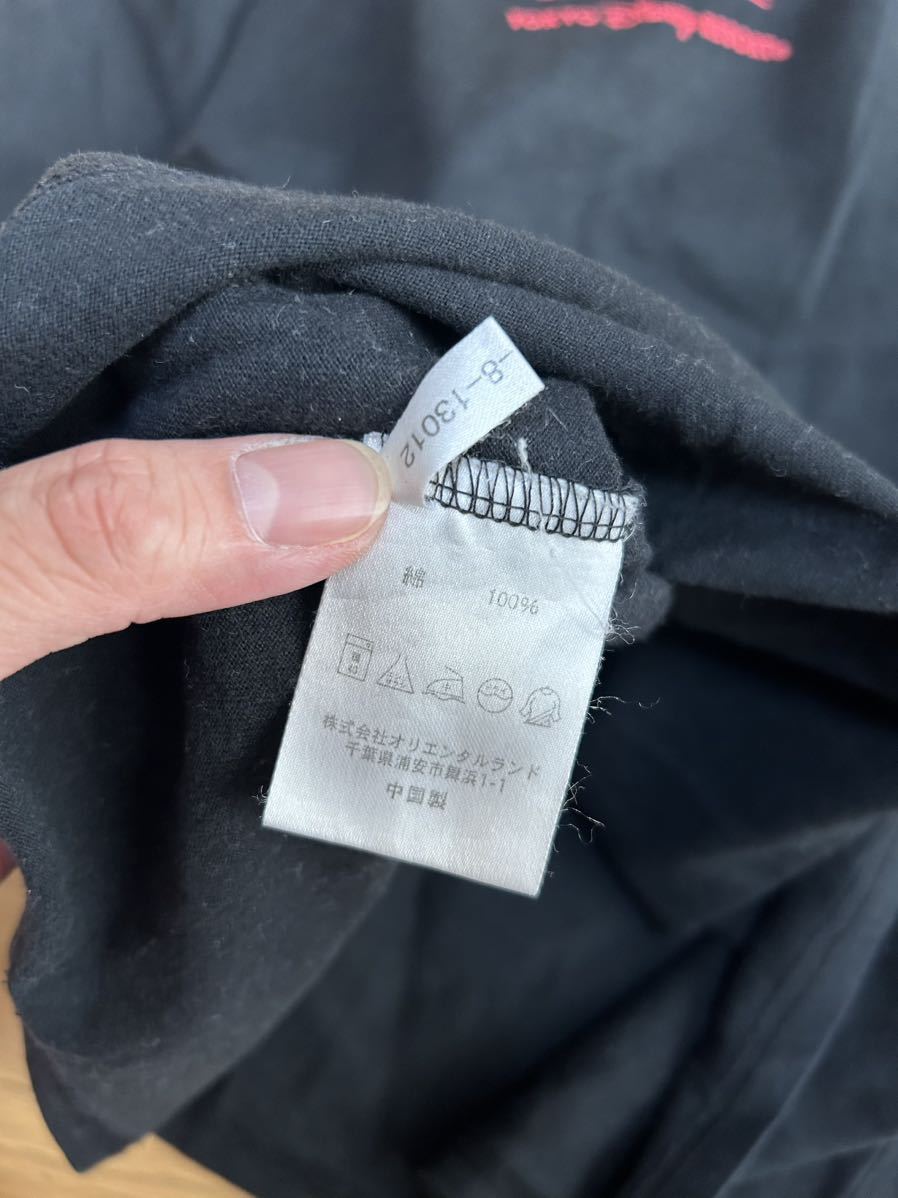 -8-13012
綿 100%
株式会社オリエンタルランド
千葉県浦安市舞浜1-1
中国製